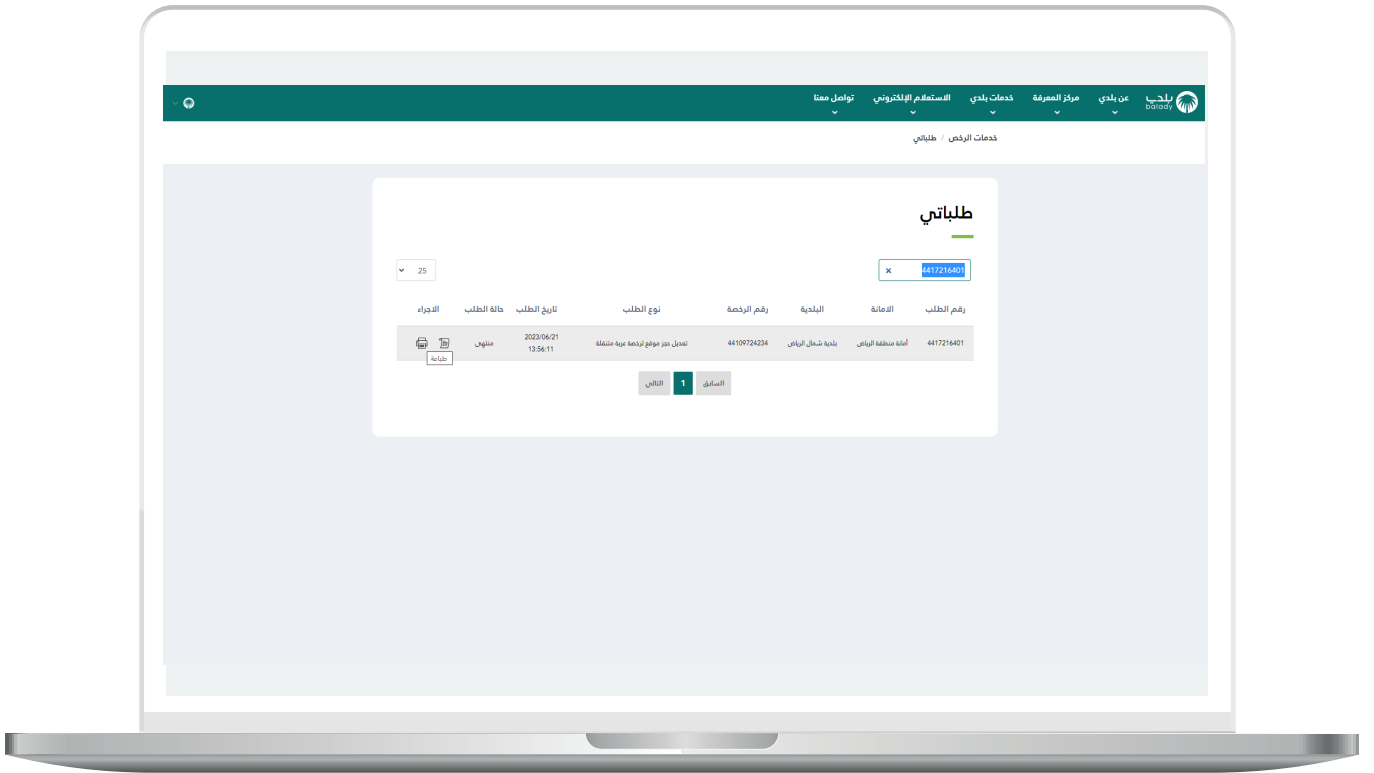 بلدي
balady
عن بلدي
مركز المعرفة
خدمات بلدي
الاستعلام الإلكتروني
تواصل معنا
خدمات الرخص / طلباتي
طلباتي
4417216401 ×
25
رقم الطلب
الامانة
البلدية
رقم الرخصة
نوع الطلب
تاريخ الطلب
حالة الطلب
الاجراء
4417216401
أمانة منطقة الرياض
بلدية شمال الرياض
44109724234
تعديل حجز موقع لرخصة عربة متنقلة
2023/06/21
13:56:11
منتهي
طباعة
السابق
1
التالي